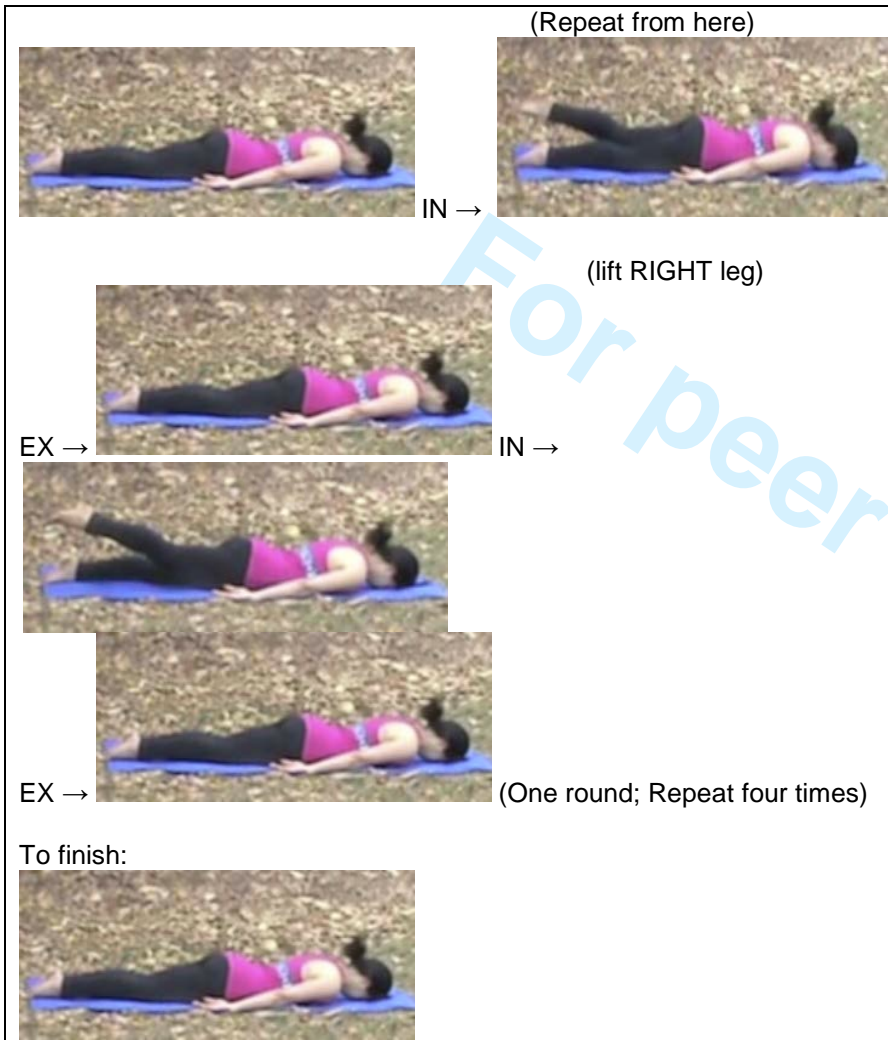 (Repeat from here)
IN →
(lift RIGHT leg)
EX →
IN →
EX →
(One round; Repeat four times)
To finish:
For peer